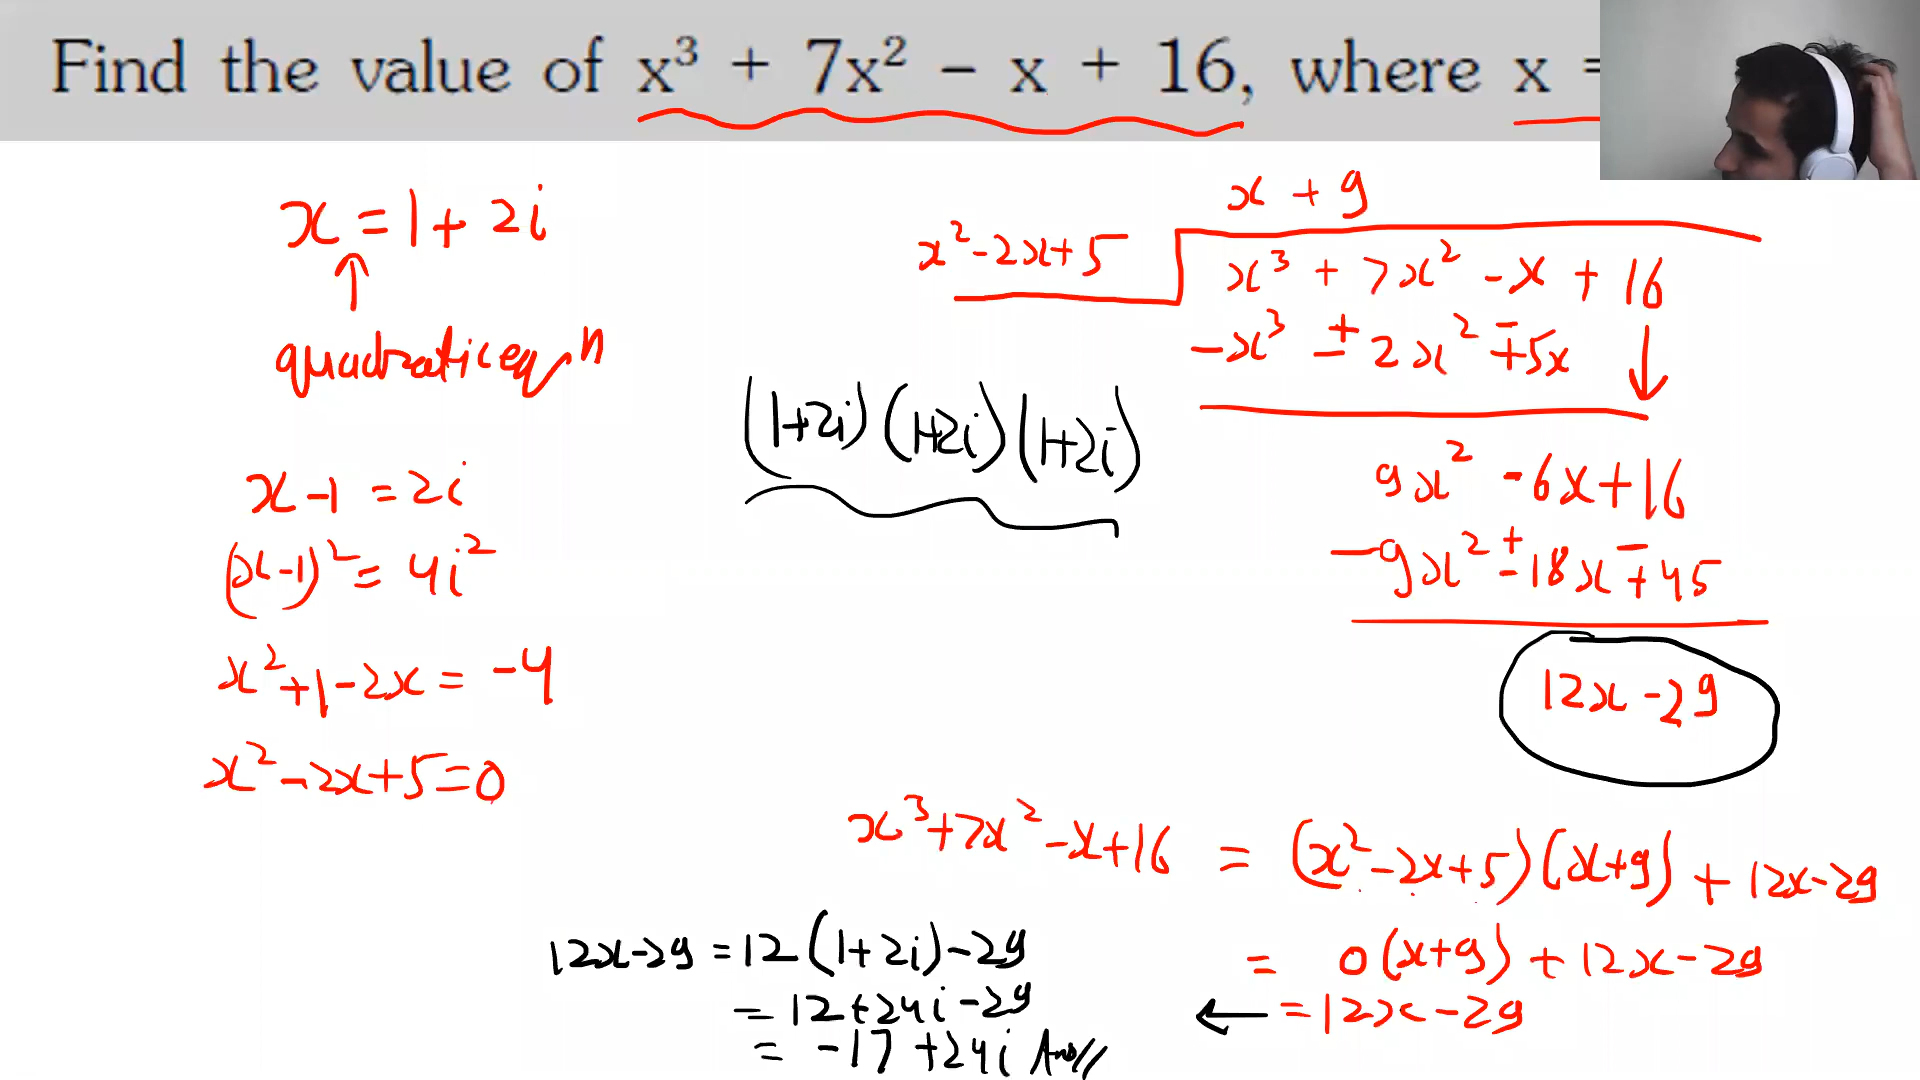 Find the value of x³ + 7x² − x + 16, where x =
x = 1 + 2i
↑
quadratic eqⁿ
x − 1 = 2i
(x−1)² = 4i²
x² + 1 − 2x = −4
x² − 2x + 5 = 0
(1+2i)(1+2i)(1+2i)
x + 9
x² − 2x + 5
x³ + 7x² − x + 16
−x³ ± 2x² ∓ 5x ↓
9x² − 6x + 16
−9x² ± 18x ∓ 45
12x − 29
x³ + 7x² − x + 16 = (x² − 2x + 5)(x+9) + 12x − 29
= 0(x+9) + 12x − 29
← = 12x − 29
12x − 29 = 12(1+2i) − 29
= 12 + 24i − 29
= −17 + 24i Ans//